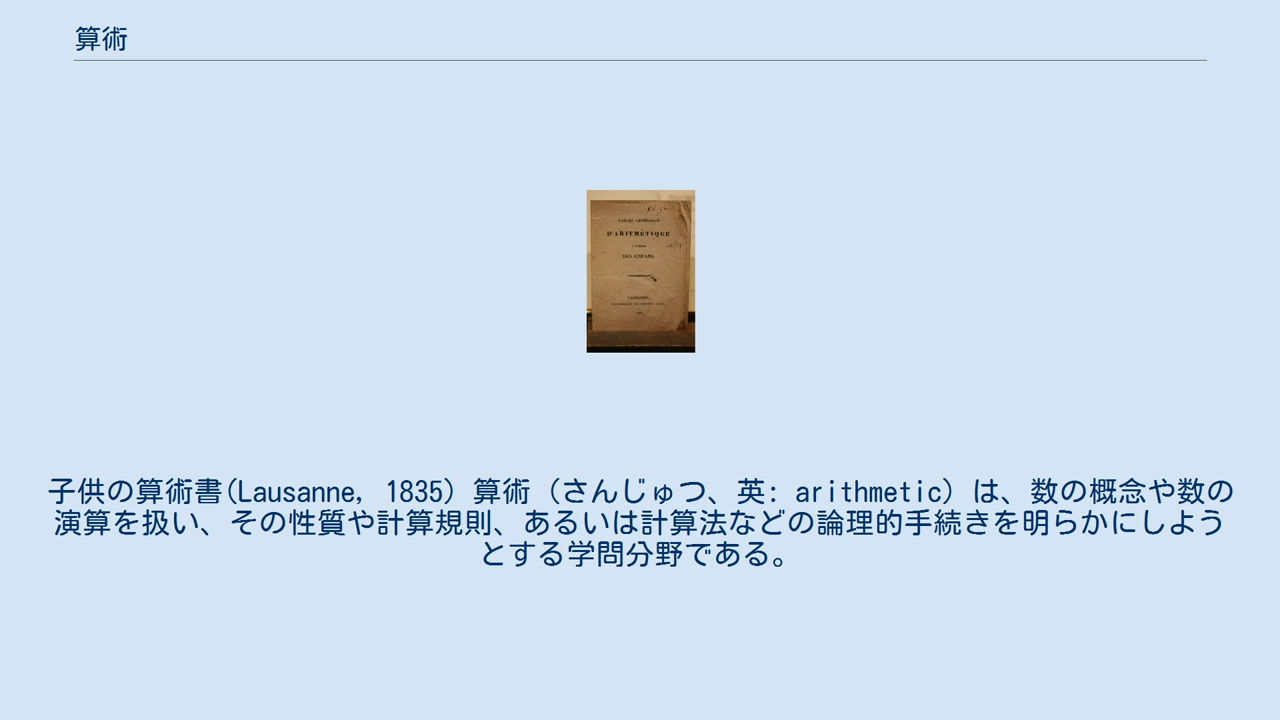 算術
D'ARITMÉTIQUE
DES ENFANS
LAUSANNE,
子供の算術書(Lausanne, 1835) 算術 (さんじゅつ、英: arithmetic) は、数の概念や数の
演算を扱い、その性質や計算規則、あるいは計算法などの論理的手続きを明らかにしよう
とする学問分野である。